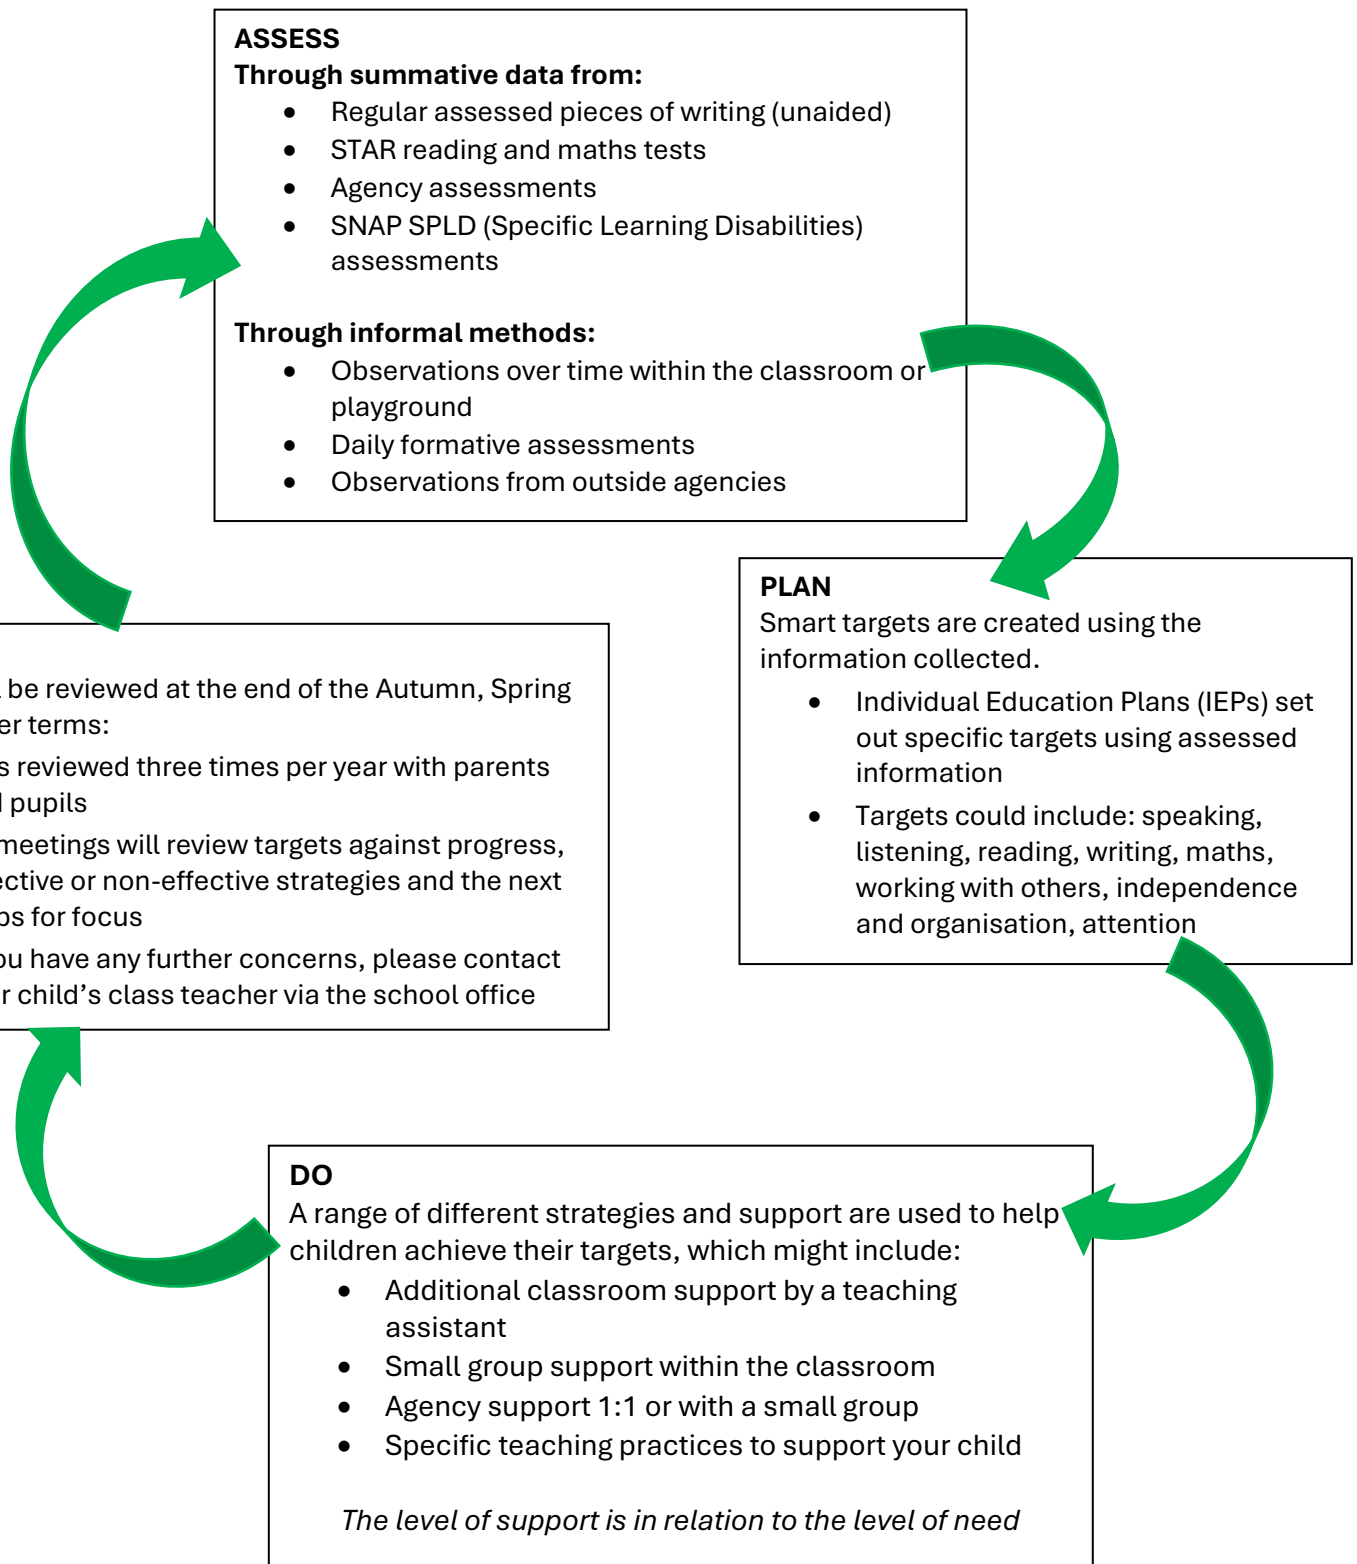 ASSESS
Through summative data from:
• Regular assessed pieces of writing (unaided)
• STAR reading and maths tests
• Agency assessments
• SNAP SPLD (Specific Learning Disabilities)
assessments
Through informal methods:
• Observations over time within the classroom or
playground
• Daily formative assessments
• Observations from outside agencies
PLAN
Smart targets are created using the
information collected.
• Individual Education Plans (IEPs) set
out specific targets using assessed
information
• Targets could include: speaking,
listening, reading, writing, maths,
working with others, independence
and organisation, attention
be reviewed at the end of the Autumn, Spring
terms:
reviewed three times per year with parents
pupils
meetings will review targets against progress,
or non-effective strategies and the next
for focus
have any further concerns, please contact
child's class teacher via the school office
DO
A range of different strategies and support are used to help
children achieve their targets, which might include:
• Additional classroom support by a teaching
assistant
• Small group support within the classroom
• Agency support 1:1 or with a small group
• Specific teaching practices to support your child
The level of support is in relation to the level of need